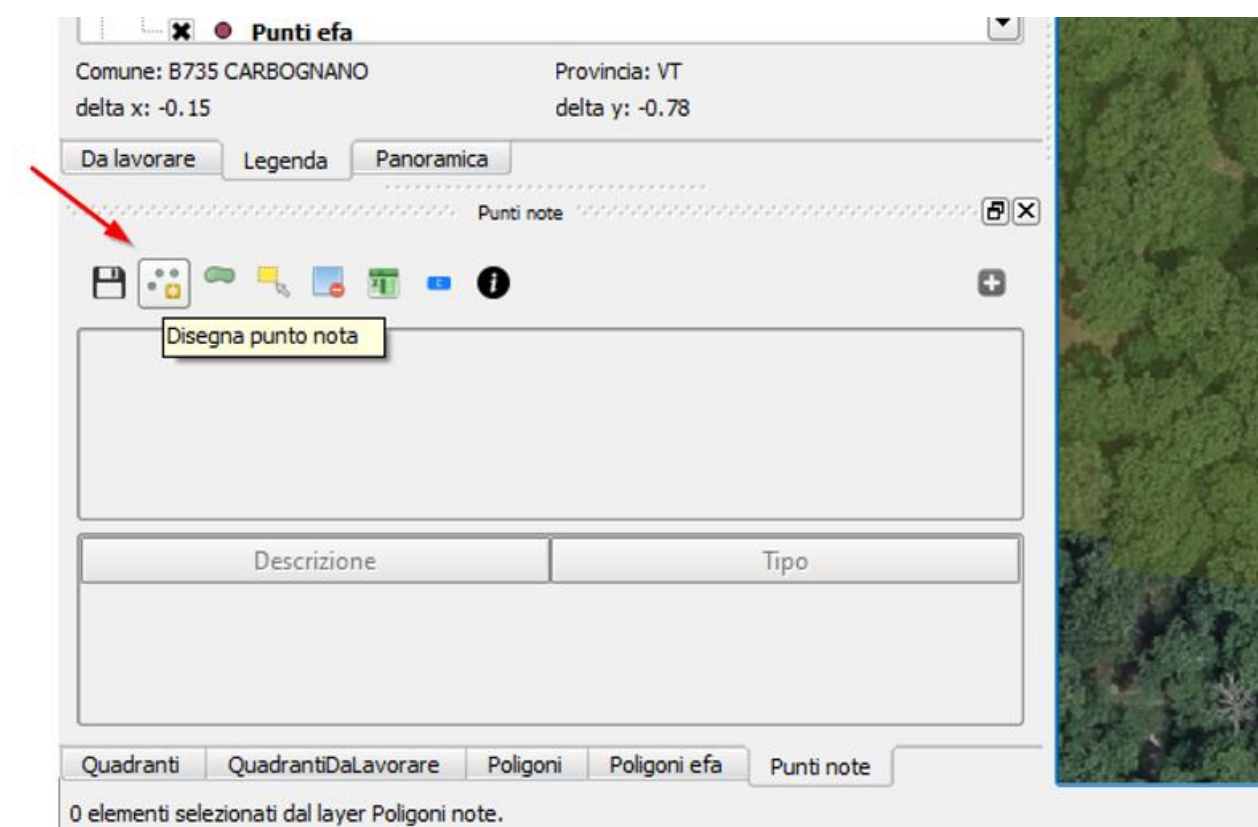 Punti efa
Comune: B735 CARBOGNANO Provincia: VT
delta x: -0.15 delta y: -0.78
Da lavorare Legenda Panoramica
Punti note
Disegna punto nota
Descrizione Tipo
Quadranti QuadrantiDaLavorare Poligoni Poligoni efa Punti note
0 elementi selezionati dal layer Poligoni note.